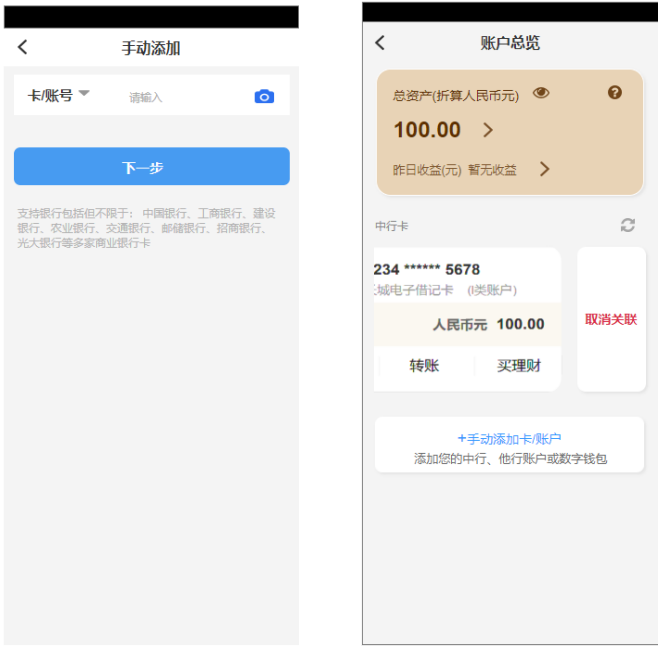 手动添加
卡/账号 请输入
下一步
支持银行包括但不限于： 中国银行、工商银行、建设
银行、农业银行、交通银行、邮储银行、招商银行、
光大银行等多家商业银行卡
账户总览
总资产(折算人民币元)
100.00
昨日收益(元) 暂无收益
中行卡
234 ****** 5678
城电子借记卡 (I类账户)
人民币元 100.00
取消关联
转账 买理财
+手动添加卡/账户
添加您的中行、他行账户或数字钱包